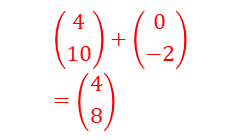 (4 10) + (0 −2)
= (4 8)